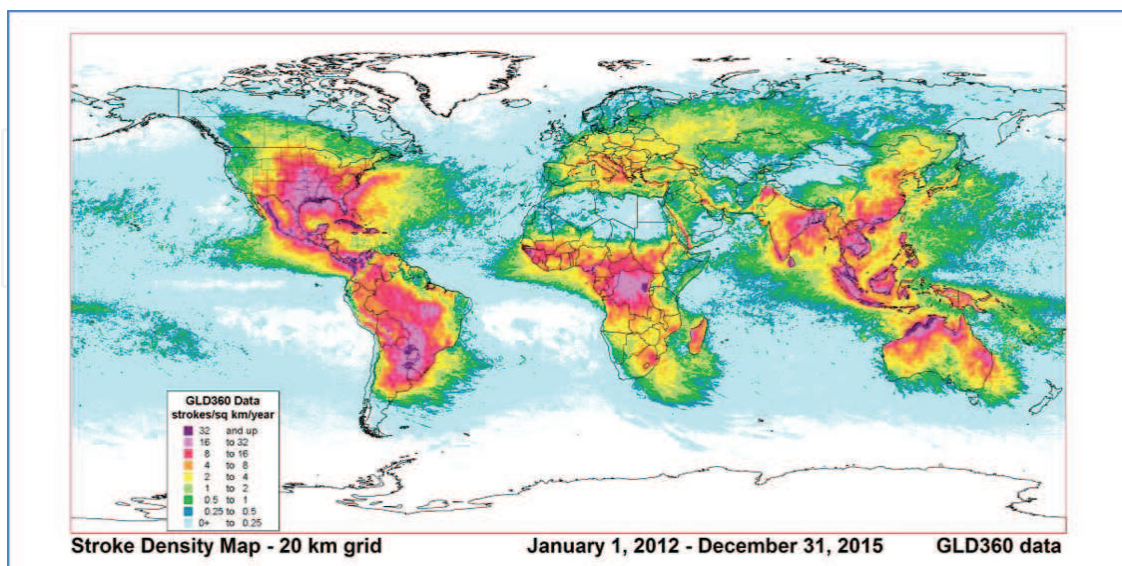 GLD360 Data
strokes/sq km/year
32 and up
16 to 32
8 to 16
4 to 8
2 to 4
1 to 2
0.5 to 1
0.25 to 0.5
0+ to 0.25
Stroke Density Map - 20 km grid January 1, 2012 - December 31, 2015 GLD360 data